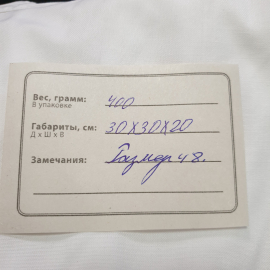 Вес, грамм: 400
В упаковке
Габариты, см: 30х30х20
Д х Ш х В
Замечания: Размер 48.